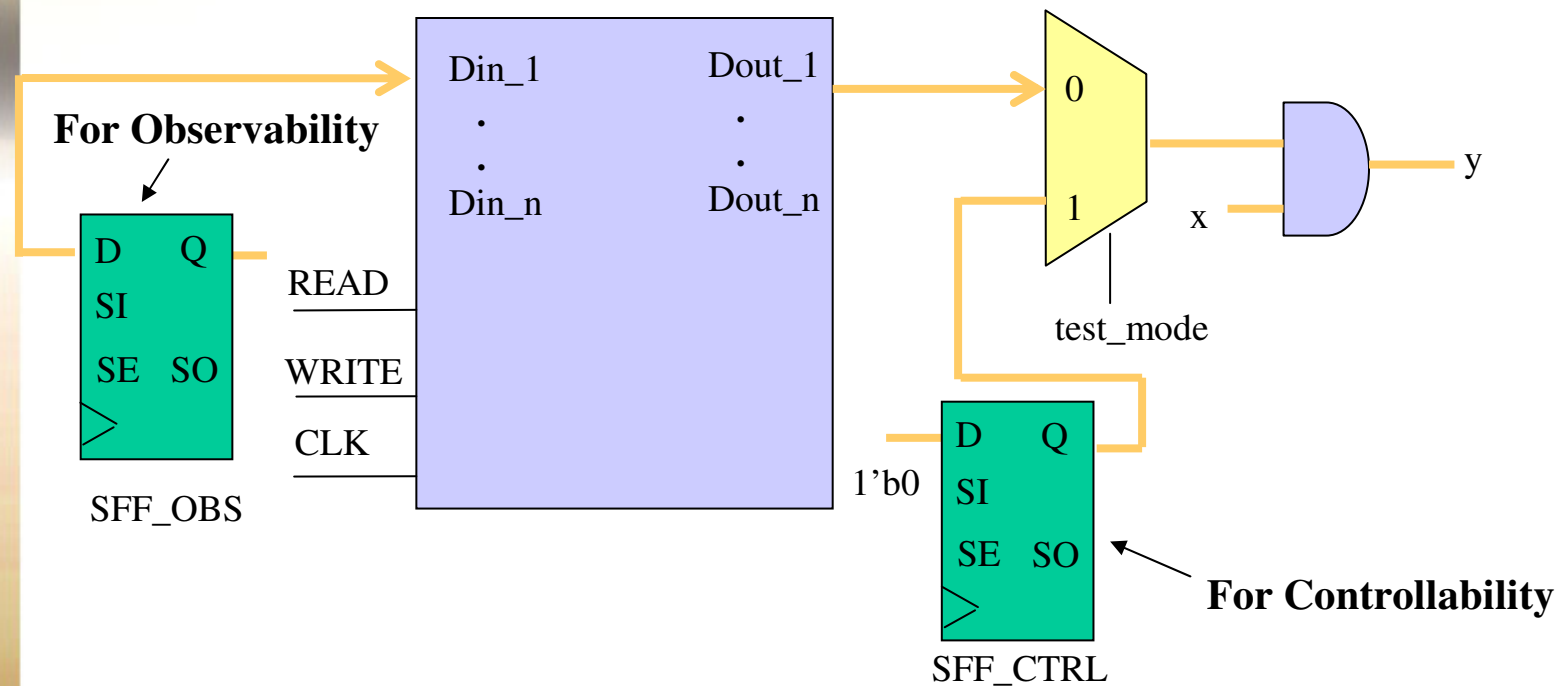 Din_1
.
.
Din_n
Dout_1
.
.
Dout_n
READ
WRITE
CLK
For Observability
D Q
SI
SE SO
SFF_OBS
0
1
test_mode
x
y
1’b0
D Q
SI
SE SO
SFF_CTRL
For Controllability